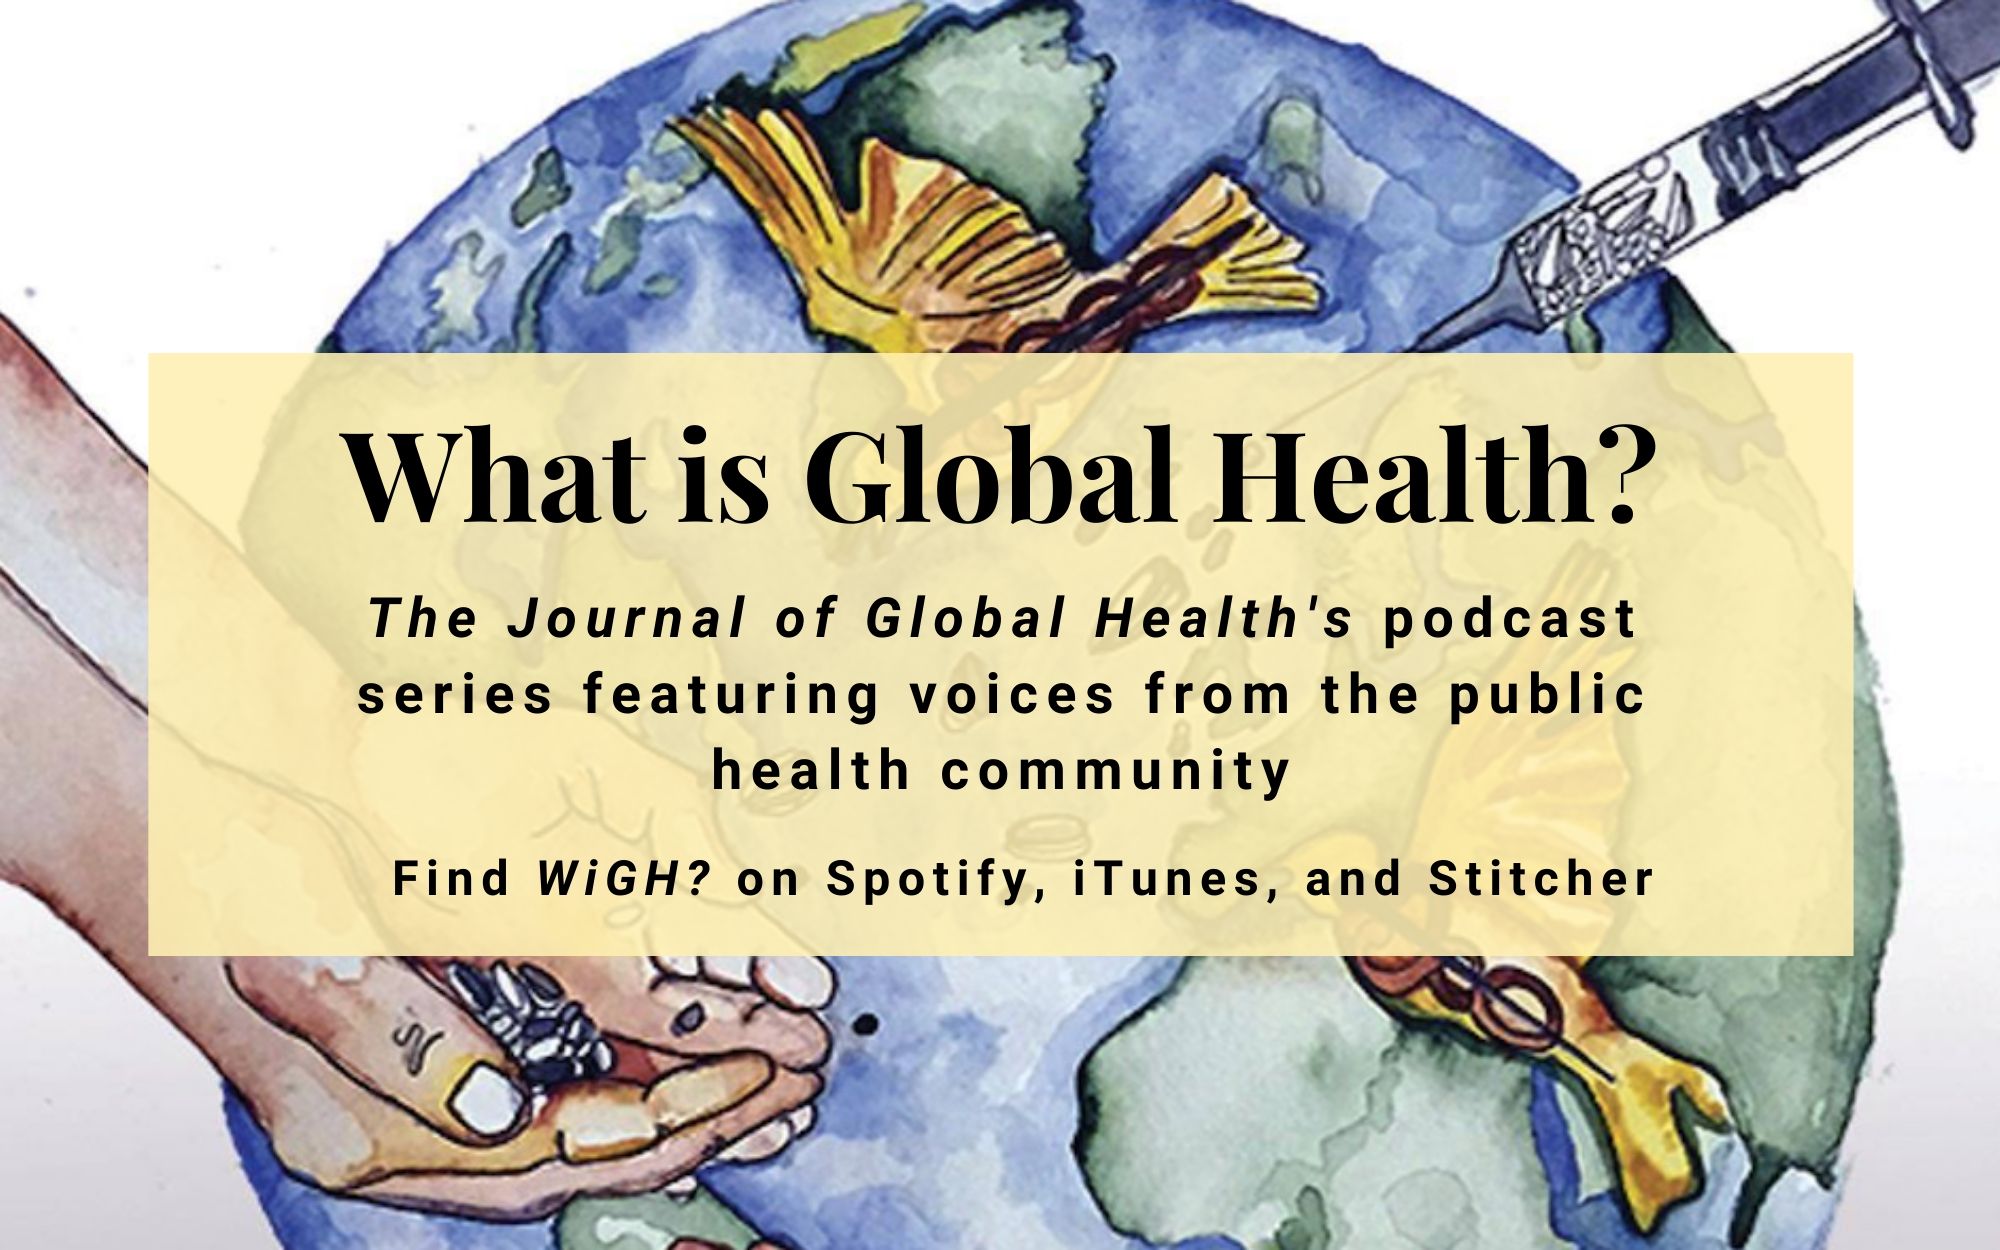 What is Global Health?
The Journal of Global Health's podcast
series featuring voices from the public
health community
Find WiGH? on Spotify, iTunes, and Stitcher